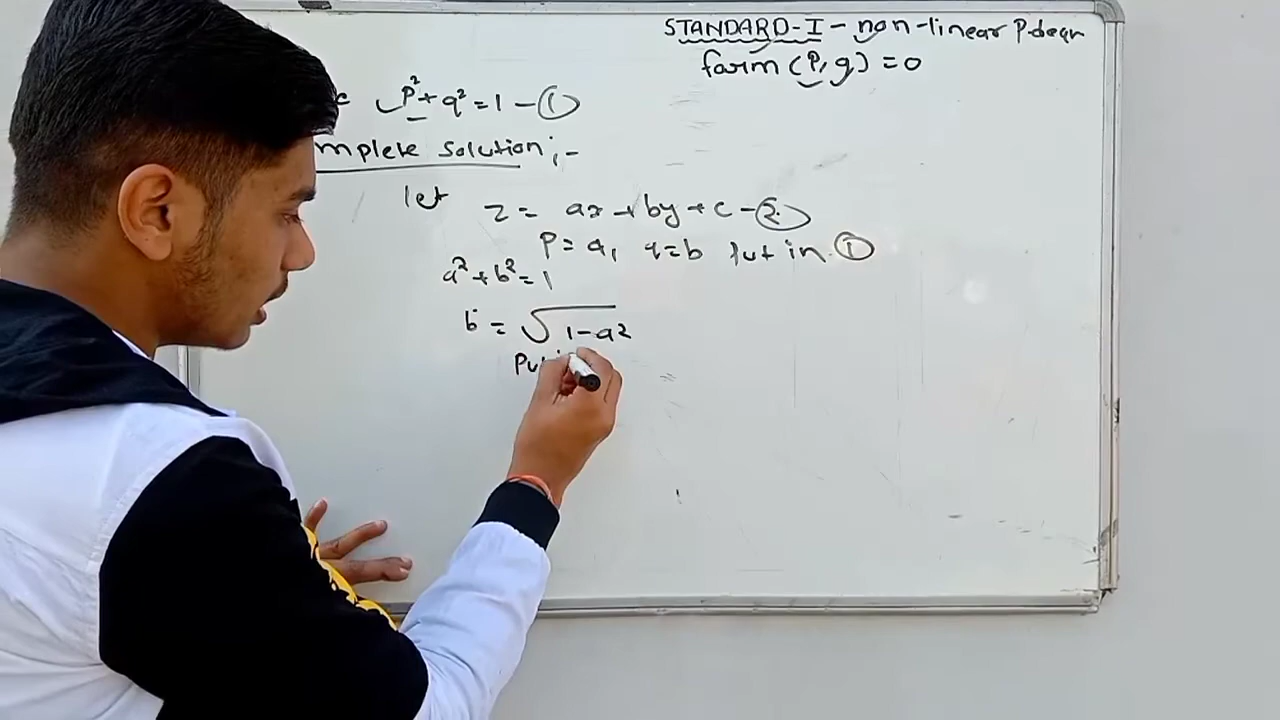 STANDARD-I - non-linear P.deqn
form (P, q) = 0
P² + q² = 1 - ①
mplete solution :-
let
z = ax + by + c - ②
P = a, q = b Put in ①
a² + b² = 1
b = √1-a²
Pu